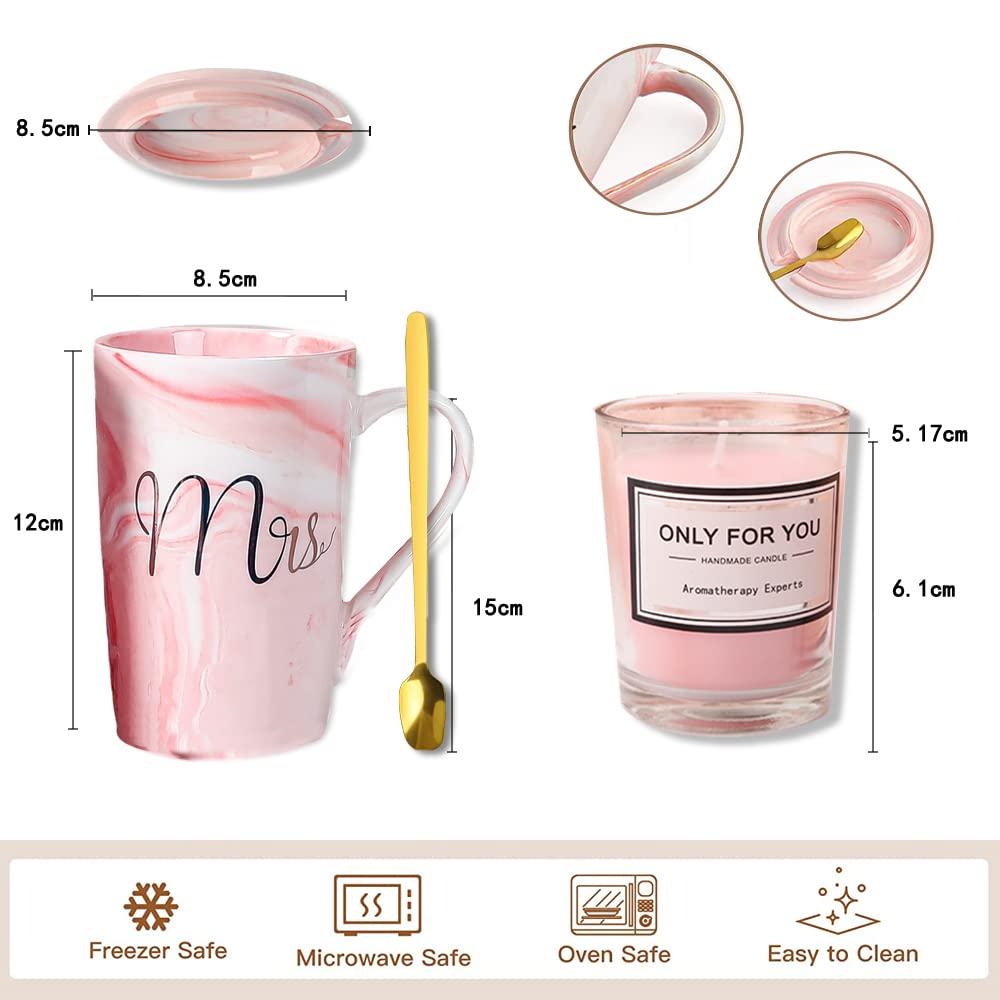 8.5cm
8.5cm
Mrs
12cm
15cm
5.17cm
ONLY FOR YOU
HANDMADE CANDLE
Aromatherapy Experts
6.1cm
Freezer Safe
Microwave Safe
Oven Safe
Easy to Clean